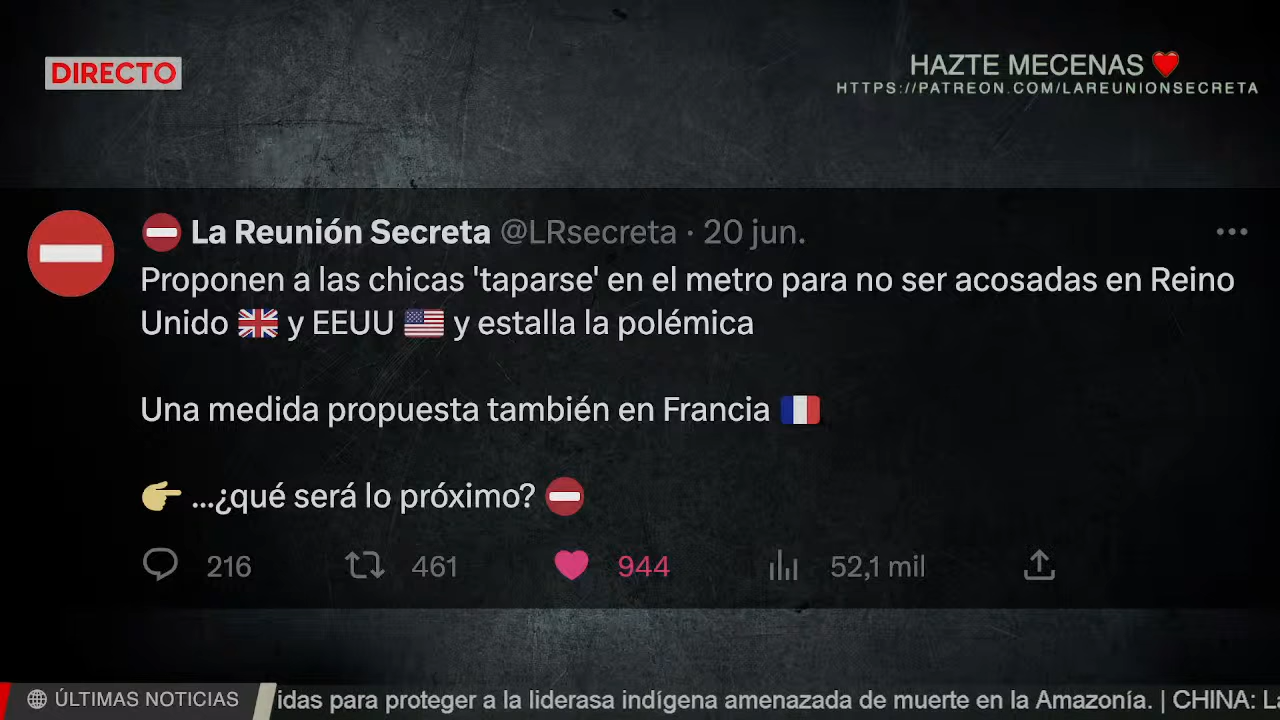 DIRECTO
HAZTE MECENAS ❤️
HTTPS://PATREON.COM/LAREUNIONSECRETA
⛔ La Reunión Secreta @LRsecreta · 20 jun.
Proponen a las chicas 'taparse' en el metro para no ser acosadas en Reino
Unido 🇬🇧 y EEUU 🇺🇸 y estalla la polémica
Una medida propuesta también en Francia 🇫🇷
👉 ...¿qué será lo próximo? ⛔
216 461 944 52,1 mil
ÚLTIMAS NOTICIAS
idas para proteger a la liderasa indígena amenazada de muerte en la Amazonía. | CHINA: La